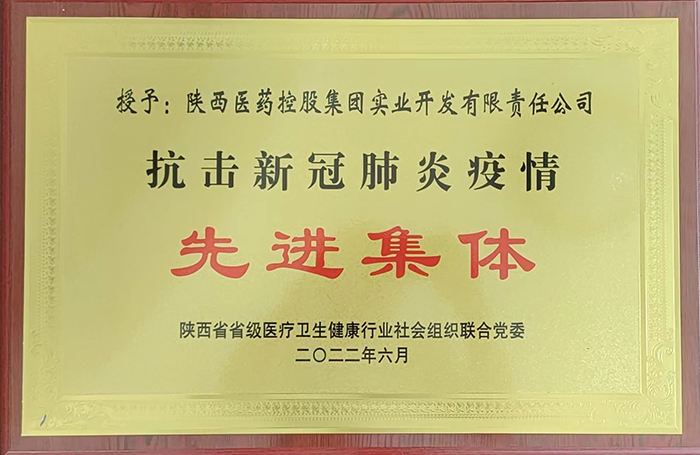 授予：陕西医药控股集团实业开发有限责任公司
抗击新冠肺炎疫情
先进集体
陕西省省级医疗卫生健康行业社会组织联合党委
二〇二二年六月